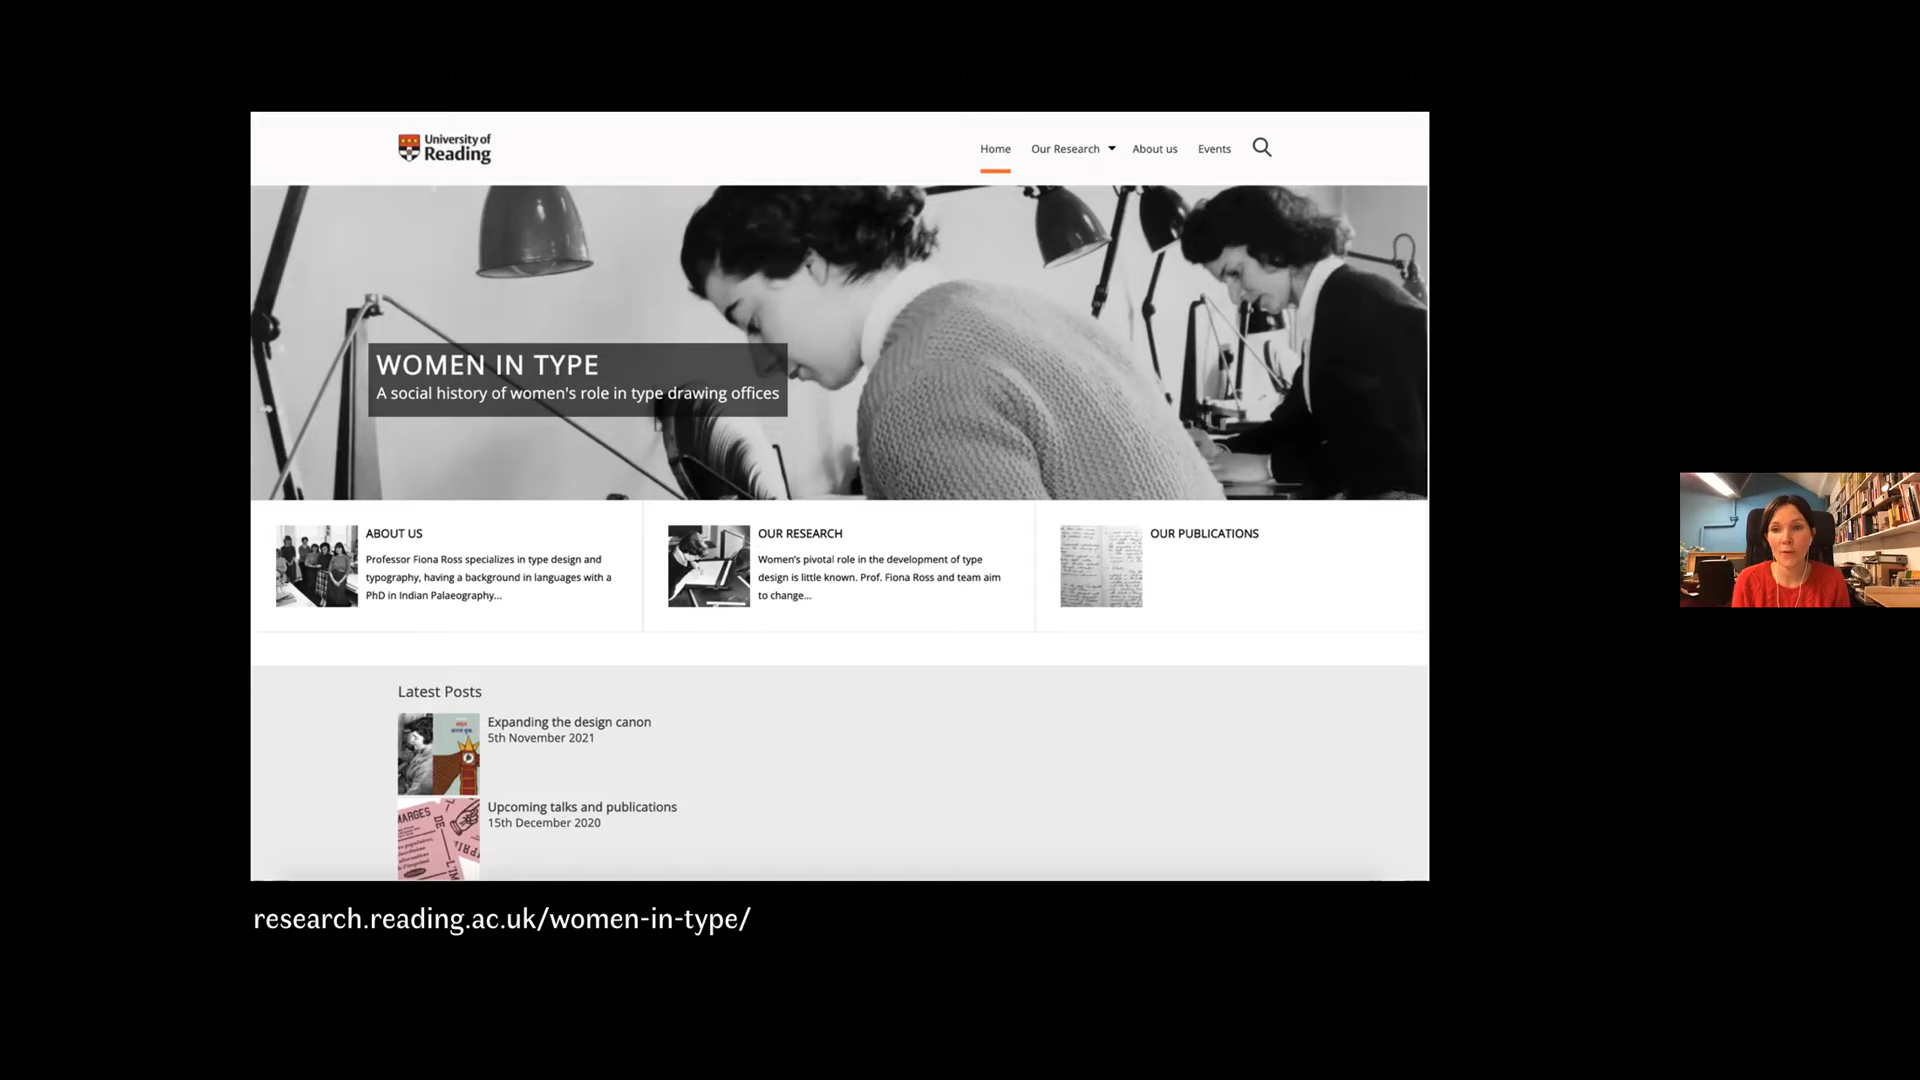 University of
Reading
Home
Our Research
About us
Events
WOMEN IN TYPE
A social history of women's role in type drawing offices
ABOUT US
Professor Fiona Ross specializes in type design and
typography, having a background in languages with a
PhD in Indian Palaeography...
OUR RESEARCH
Women's pivotal role in the development of type
design is little known. Prof. Fiona Ross and team aim
to change...
OUR PUBLICATIONS
Latest Posts
Expanding the design canon
5th November 2021
MARGES
DE
Upcoming talks and publications
15th December 2020
research.reading.ac.uk/women-in-type/